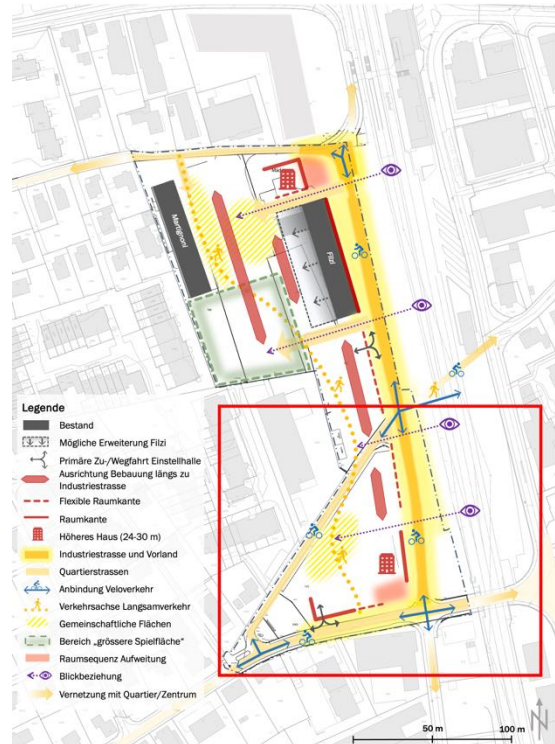 Martignoni
Filzi
Legende
Bestand
Mögliche Erweiterung Filzi
Primäre Zu-/Wegfahrt Einstellhalle
Ausrichtung Bebauung längs zu
Industriestrasse
Flexible Raumkante
Raumkante
Höheres Haus (24-30 m)
Industriestrasse und Vorland
Quartierstrassen
Anbindung Veloverkehr
Verkehrsachse Langsamverkehr
Gemeinschaftliche Flächen
Bereich „grössere Spielfläche"
Raumsequenz Aufweitung
Blickbeziehung
Vernetzung mit Quartier/Zentrum
50 m
100 m
N